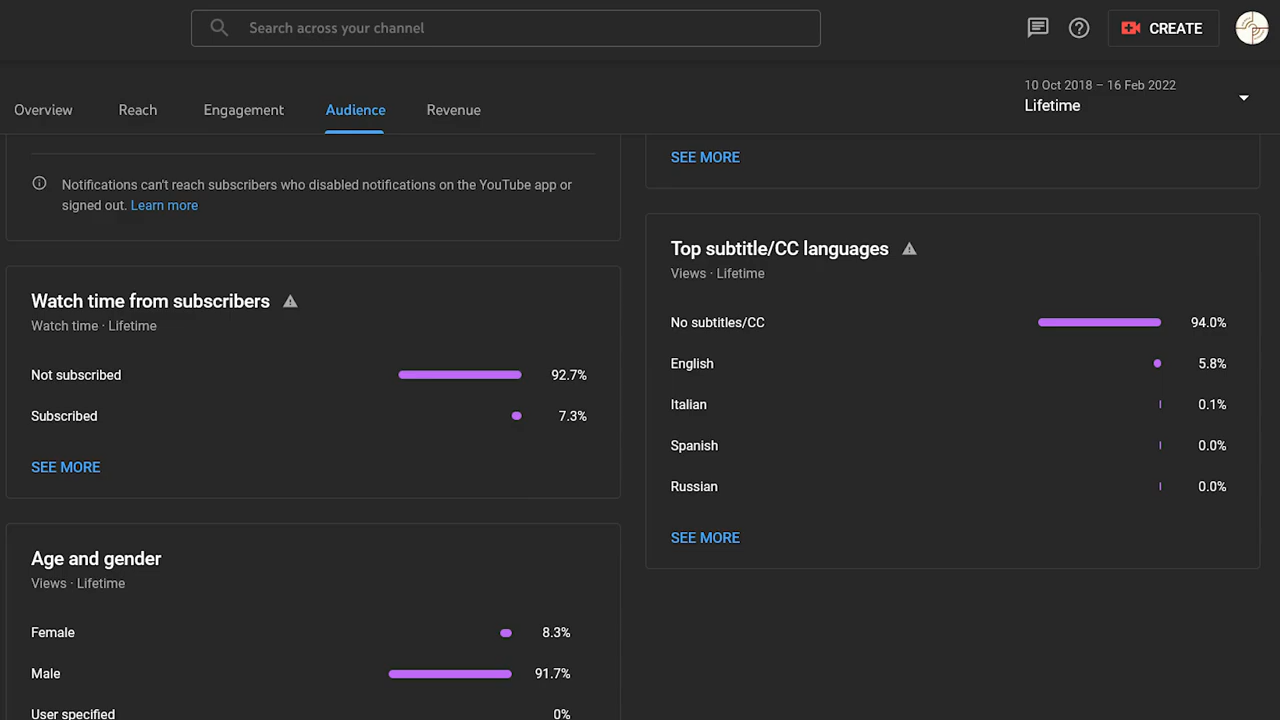 Search across your channel
CREATE
Overview
Reach
Engagement
Audience
Revenue
10 Oct 2018 – 16 Feb 2022
Lifetime
Notifications can't reach subscribers who disabled notifications on the YouTube app or
signed out. Learn more
Watch time from subscribers
Watch time · Lifetime
Not subscribed 92.7%
Subscribed 7.3%
SEE MORE
Age and gender
Views · Lifetime
Female 8.3%
Male 91.7%
User specified 0%
SEE MORE
Top subtitle/CC languages
Views · Lifetime
No subtitles/CC 94.0%
English 5.8%
Italian 0.1%
Spanish 0.0%
Russian 0.0%
SEE MORE